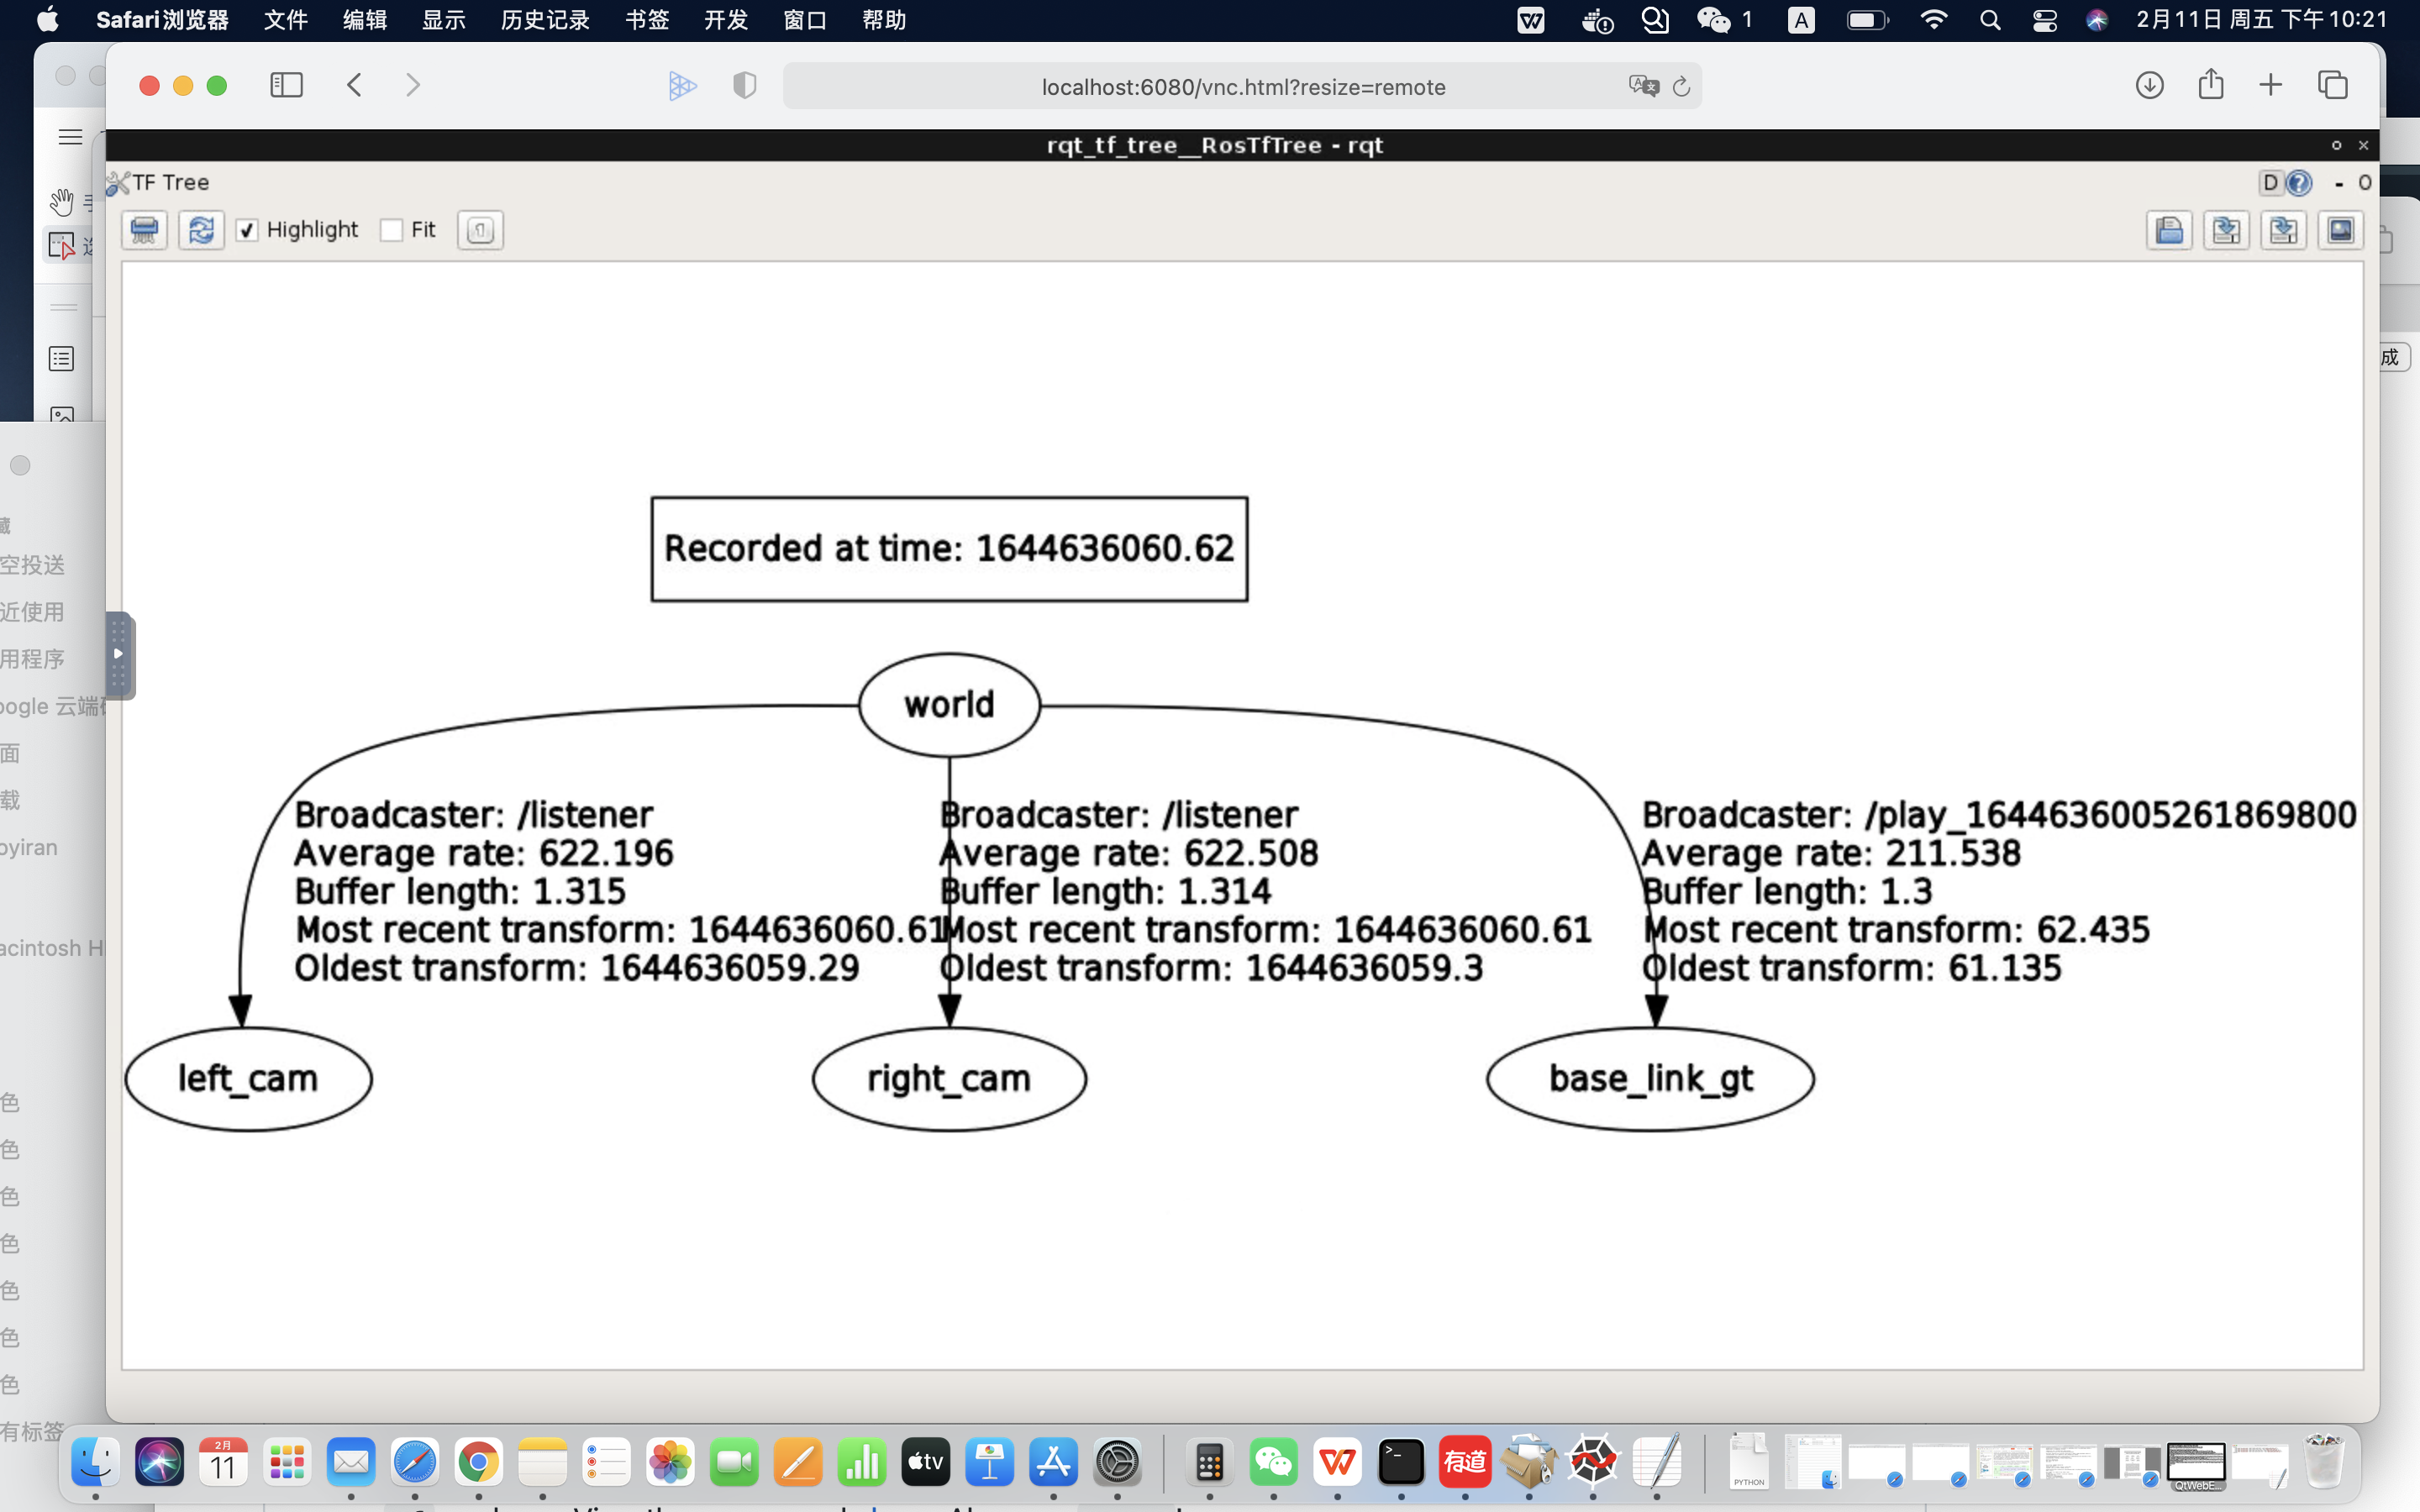 Safari浏览器 文件 编辑 显示 历史记录 书签 开发 窗口 帮助 1 A 2月11日 周五 下午10:21
localhost:6080/vnc.html?resize=remote
rqt_tf_tree__RosTfTree - rqt
TF Tree D - O
Highlight Fit
成
Recorded at time: 1644636060.62
空投送
近使用
用程序
oogle 云端
面
载
oyiran
acintosh H
色
色
色
色
色
色
色
有标签
world
Broadcaster: /listener
Average rate: 622.196
Buffer length: 1.315
Most recent transform: 1644636060.61
Oldest transform: 1644636059.29
Broadcaster: /listener
Average rate: 622.508
Buffer length: 1.314
Most recent transform: 1644636060.61
Oldest transform: 1644636059.3
Broadcaster: /play_1644636005261869800
Average rate: 211.538
Buffer length: 1.3
Most recent transform: 62.435
Oldest transform: 61.135
left_cam
right_cam
base_link_gt
2月
11
tv
有道
PYTHON
QtWebE...